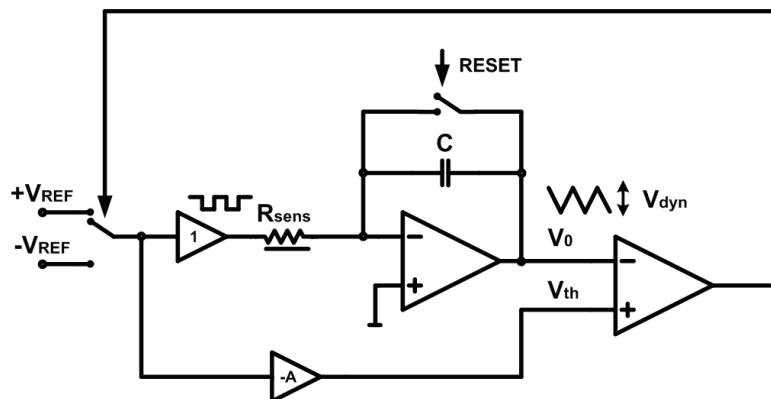 RESET
C
+VREF
-VREF
1
Rsens
−
+
Vdyn
V0
Vth
−
+
-A